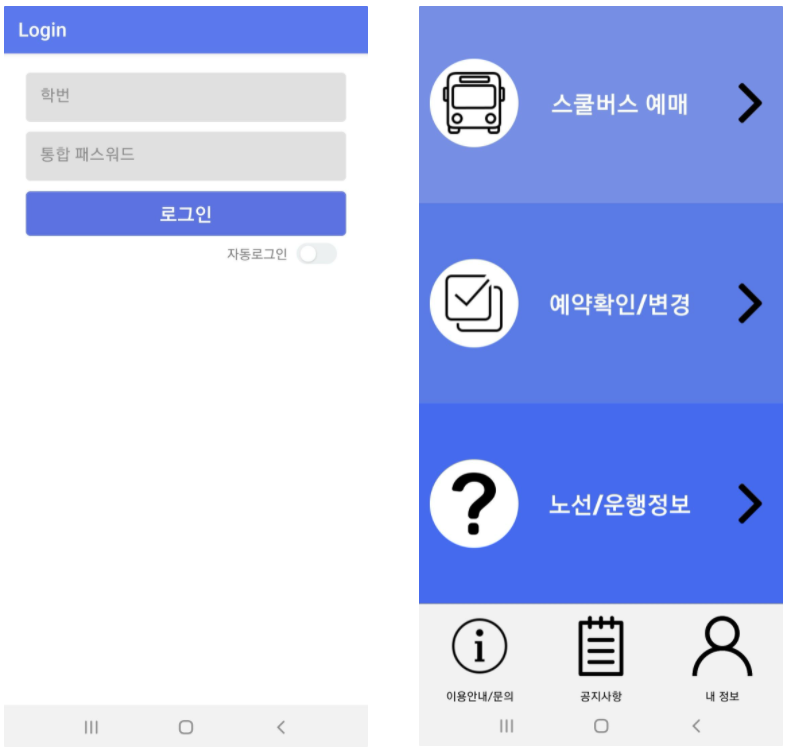 Login
학번
통합 패스워드
로그인
자동로그인
스쿨버스 예매
예약확인/변경
노선/운행정보
이용안내/문의
공지사항
내 정보